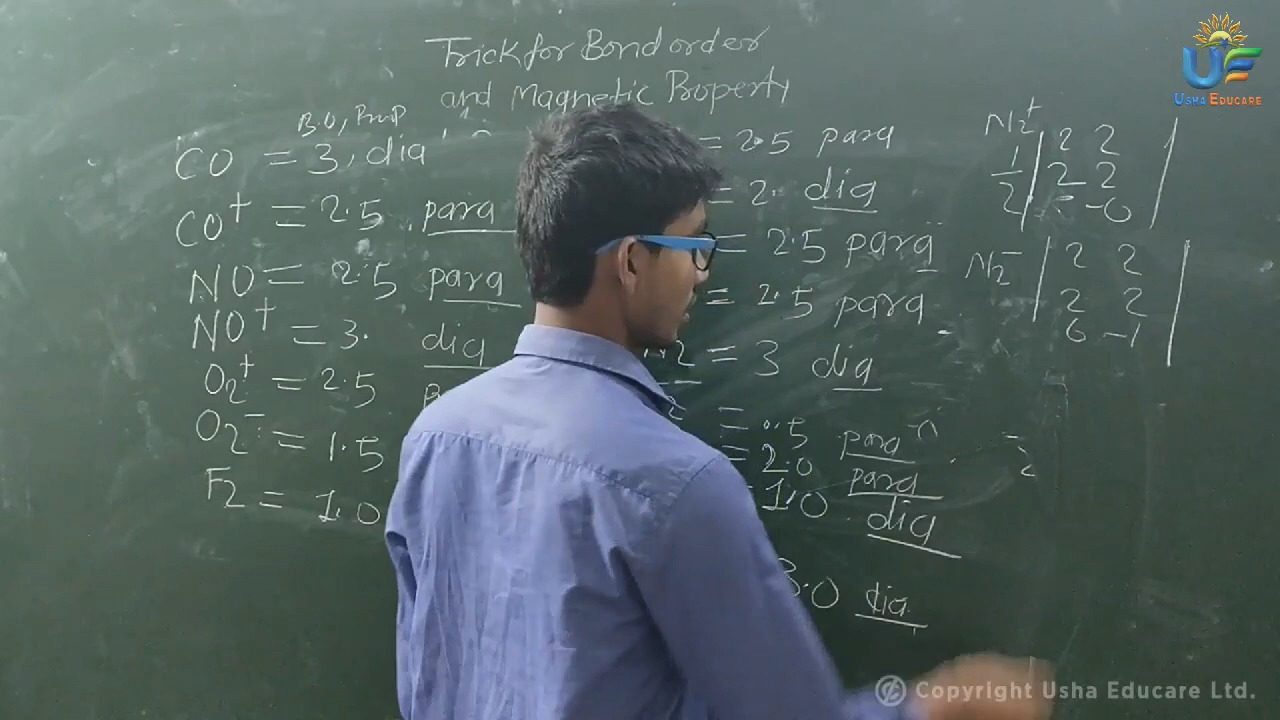 Trick for Bond order
and Magnetic Property
B.O, Prop
CO = 3, dia
CO+ = 2.5 para
NO = 2.5 para
NO+ = 3. dia
O2+ = 2.5
O2- = 1.5
F2 = 1.0
= 2.5 para
= 2. dia
= 2.5 para
= 2.5 para
= 3 dia
= .5 para
= 2.0 para
1.0 dia
3.0 dia
N2+ 2 2
1 2 - 2
2 - 0
N2- 2 2
2 2
6 - 1
USHA EDUCARE
Copyright Usha Educare Ltd.